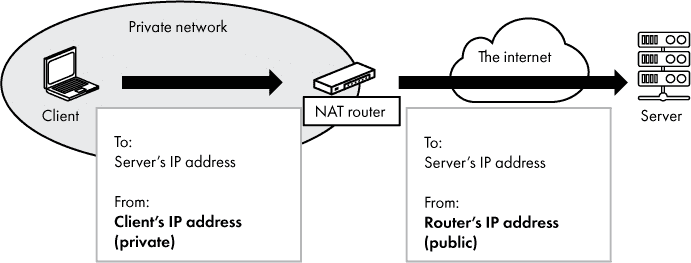 Private network
The internet
Client
NAT router
Server
To:
Server’s IP address
From:
Client’s IP address
(private)
To:
Server’s IP address
From:
Router’s IP address
(public)